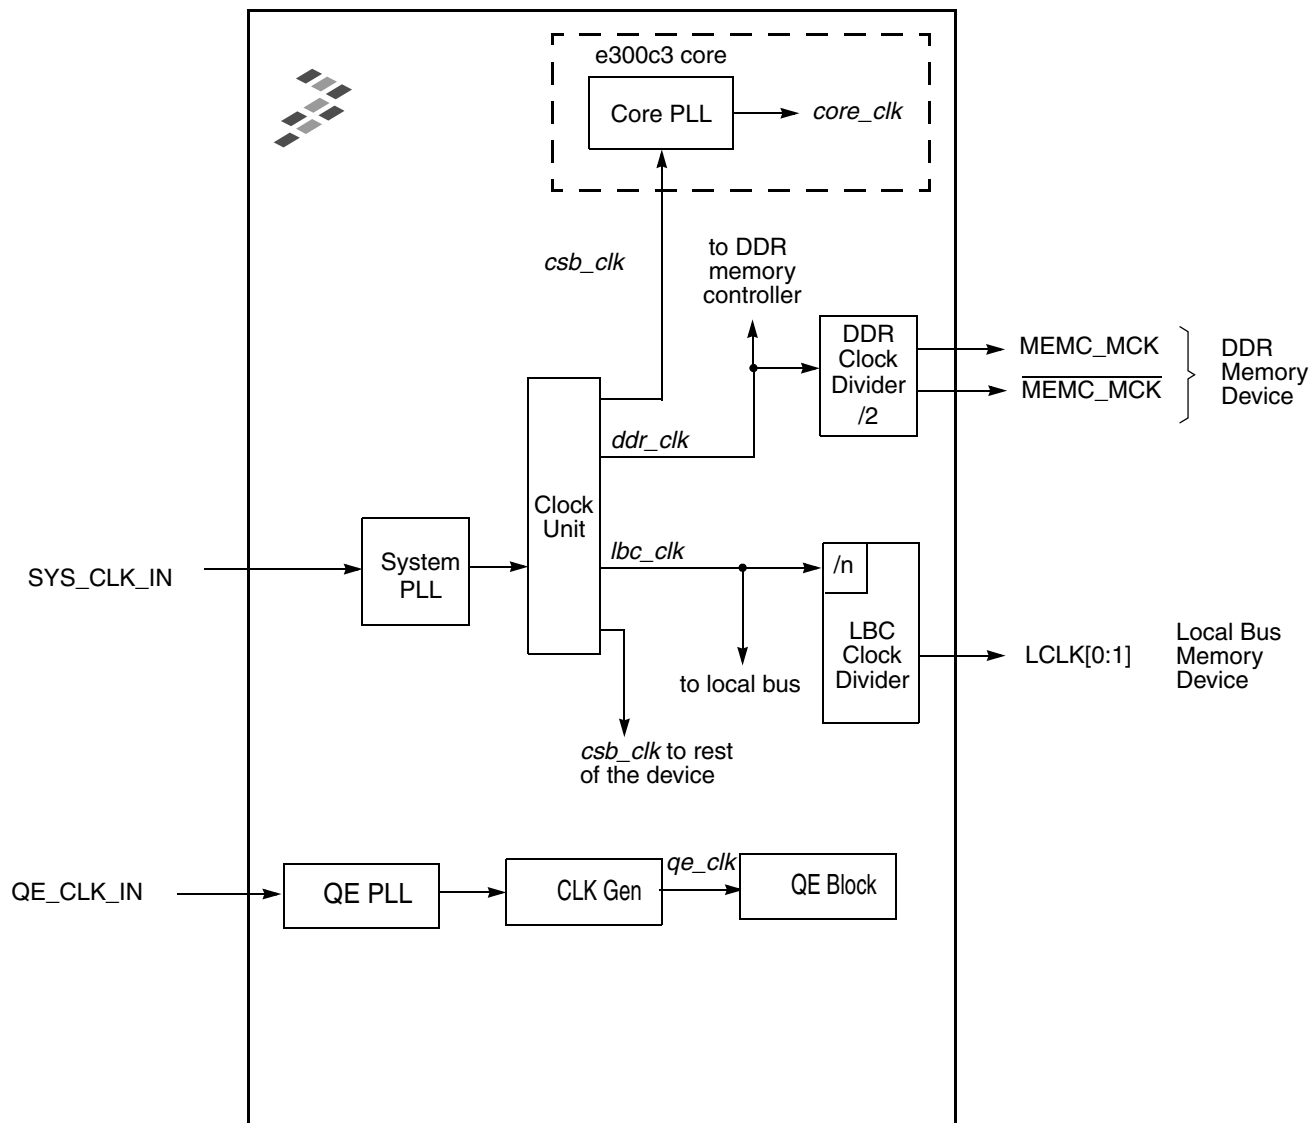 e300c3 core
Core PLL
core_clk
csb_clk
to DDR
memory
controller
DDR
Clock
Divider
/2
MEMC_MCK
MEMC_MCK
DDR
Memory
Device
ddr_clk
Clock
Unit
SYS_CLK_IN
System
PLL
lbc_clk
/n
LBC
Clock
Divider
LCLK[0:1]
Local Bus
Memory
Device
to local bus
csb_clk to rest
of the device
QE_CLK_IN
QE PLL
CLK Gen
qe_clk
QE Block